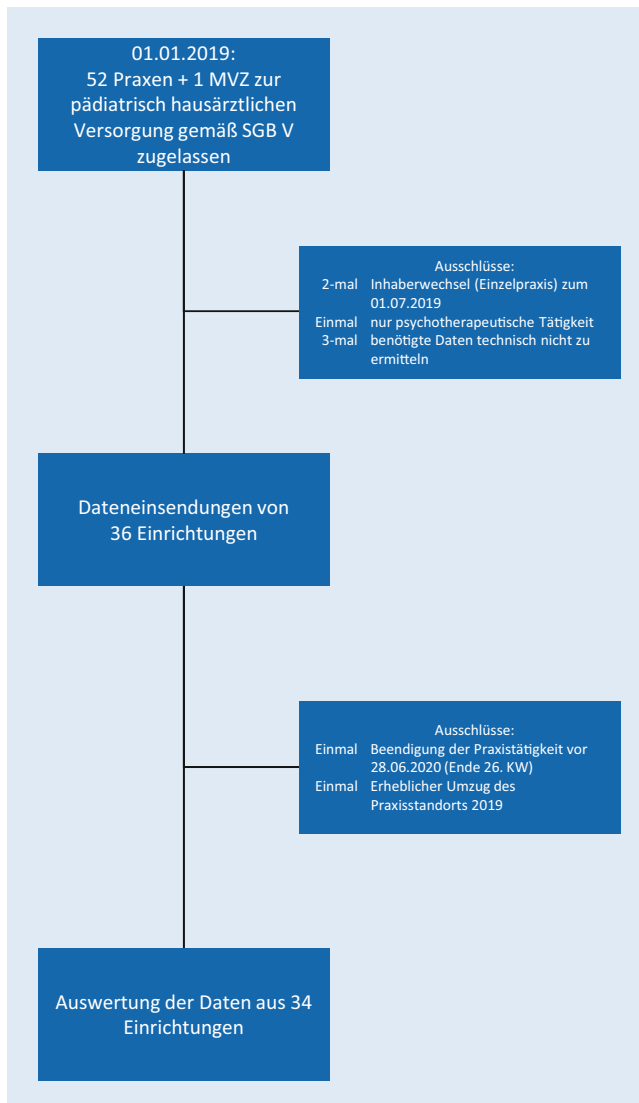 01.01.2019:
52 Praxen + 1 MVZ zur
pädiatrisch hausärztlichen
Versorgung gemäß SGB V
zugelassen
Ausschlüsse:
2-mal Inhaberwechsel (Einzelpraxis) zum
01.07.2019
Einmal nur psychotherapeutische Tätigkeit
3-mal benötigte Daten technisch nicht zu
ermitteln
Dateneinsendungen von
36 Einrichtungen
Ausschlüsse:
Einmal Beendigung der Praxistätigkeit vor
28.06.2020 (Ende 26. KW)
Einmal Erheblicher Umzug des
Praxisstandorts 2019
Auswertung der Daten aus 34
Einrichtungen